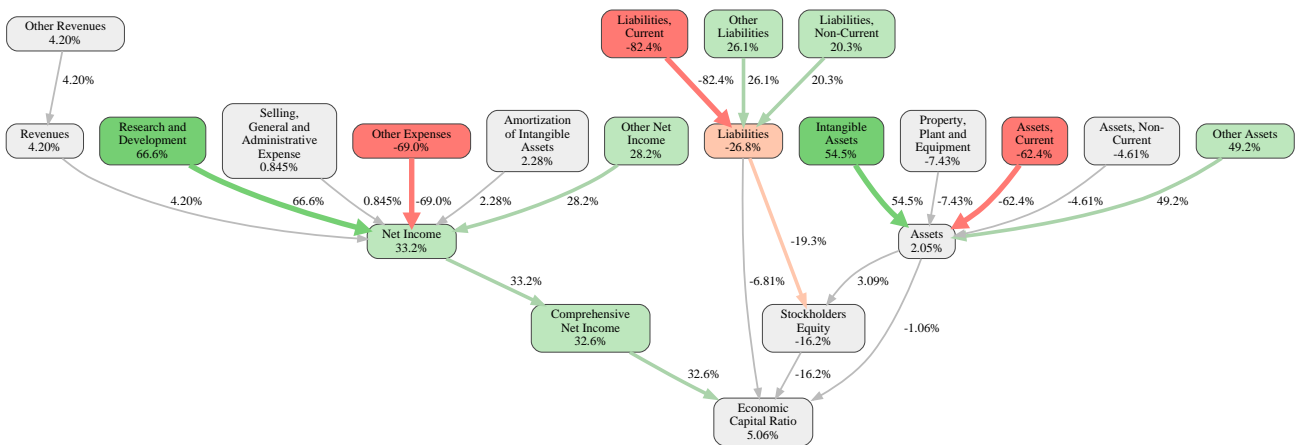 Other Revenues
4.20%
Liabilities,
Current
-82.4%
Other
Liabilities
26.1%
Liabilities,
Non-Current
20.3%
4.20%
-82.4%
26.1%
20.3%
Revenues
4.20%
Research and
Development
66.6%
Selling,
General and
Administrative
Expense
0.845%
Other Expenses
-69.0%
Amortization
of Intangible
Assets
2.28%
Other Net
Income
28.2%
Liabilities
-26.8%
Intangible
Assets
54.5%
Property,
Plant and
Equipment
-7.43%
Assets,
Current
-62.4%
Assets, Non-
Current
-4.61%
Other Assets
49.2%
4.20%
66.6%
0.845%
-69.0%
2.28%
28.2%
54.5%
-7.43%
-62.4%
-4.61%
49.2%
Net Income
33.2%
-19.3%
Assets
2.05%
33.2%
-6.81%
3.09%
Comprehensive
Net Income
32.6%
Stockholders
Equity
-16.2%
-1.06%
32.6%
-16.2%
Economic
Capital Ratio
5.06%